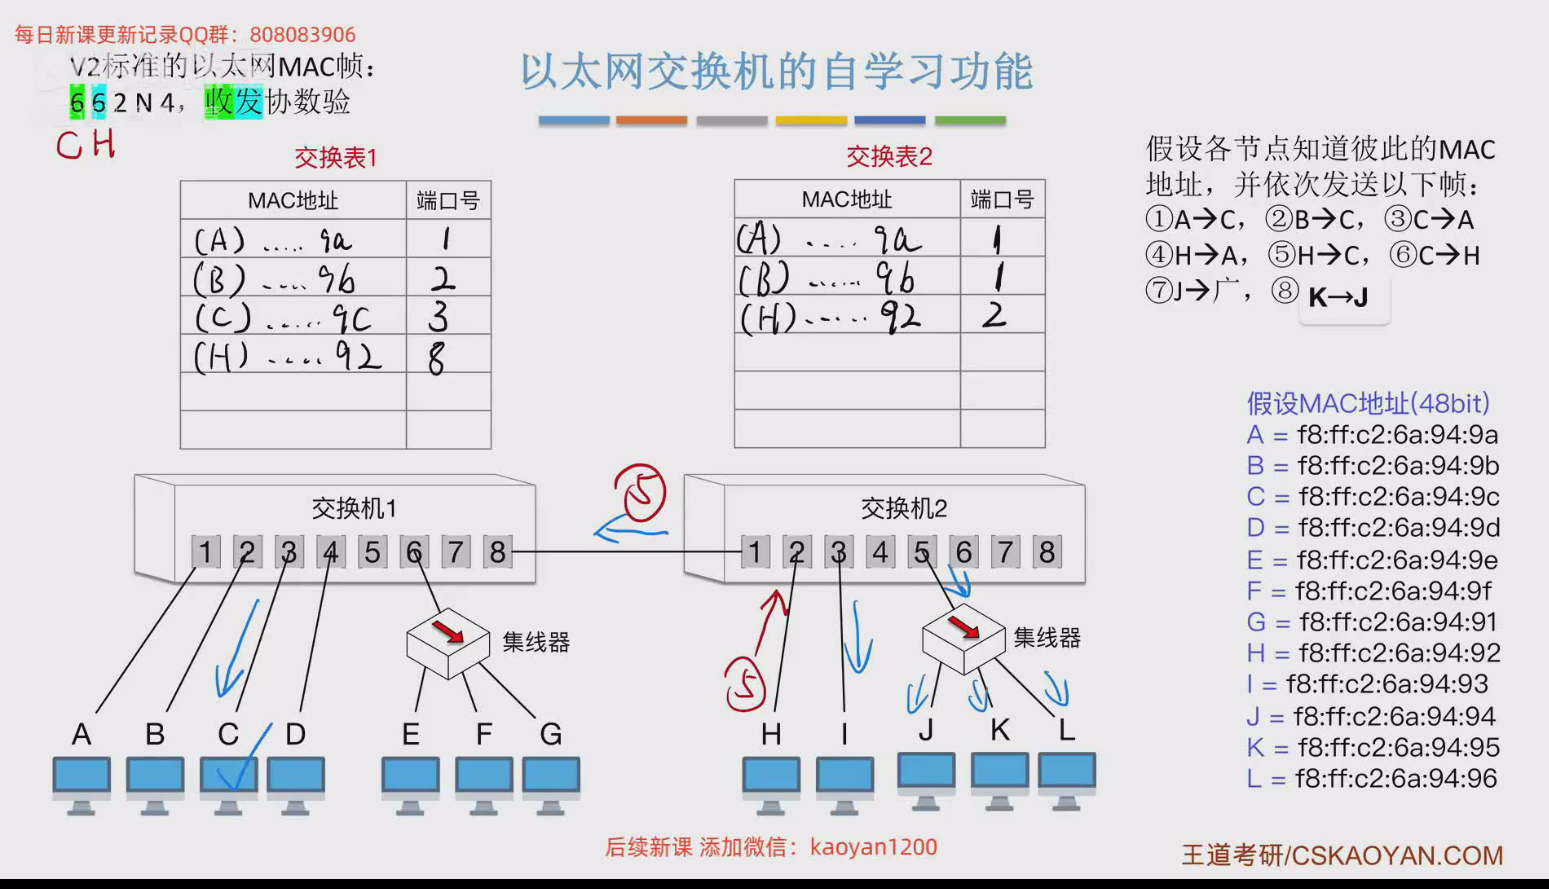 每日新课更新记录QQ群：808083906
V2标准的以太网MAC帧：
6 6 2 N 4，收发协数验
C H
以太网交换机的自学习功能
交换表1
MAC地址 端口号
(A) ..... 9a 1
(B) .... 9b 2
(C) ..... 9C 3
(H) .... 92 8
交换表2
MAC地址 端口号
(A) .... 9a 1
(B) ..... 9b 1
(H) ..... 92 2
假设各节点知道彼此的MAC
地址，并依次发送以下帧：
①A→C，②B→C，③C→A
④H→A，⑤H→C，⑥C→H
⑦J→广，⑧ K→J
假设MAC地址(48bit)
A = f8:ff:c2:6a:94:9a
B = f8:ff:c2:6a:94:9b
C = f8:ff:c2:6a:94:9c
D = f8:ff:c2:6a:94:9d
E = f8:ff:c2:6a:94:9e
F = f8:ff:c2:6a:94:9f
G = f8:ff:c2:6a:94:91
H = f8:ff:c2:6a:94:92
I = f8:ff:c2:6a:94:93
J = f8:ff:c2:6a:94:94
K = f8:ff:c2:6a:94:95
L = f8:ff:c2:6a:94:96
交换机1
1 2 3 4 5 6 7 8
⑤
交换机2
1 2 3 4 5 6 7 8
集线器
集线器
⑤
A B C D E F G
H I J K L
后续新课 添加微信：kaoyan1200
王道考研/CSKAOYAN.COM